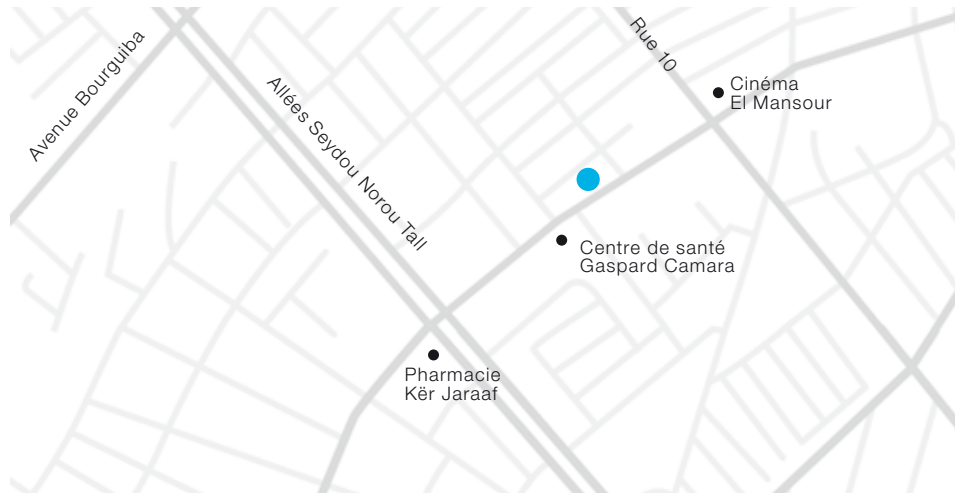 Avenue Bourguiba
Allées Seydou Norou Tall
Rue 10
Cinéma
El Mansour
Centre de santé
Gaspard Camara
Pharmacie
Kër Jaraaf